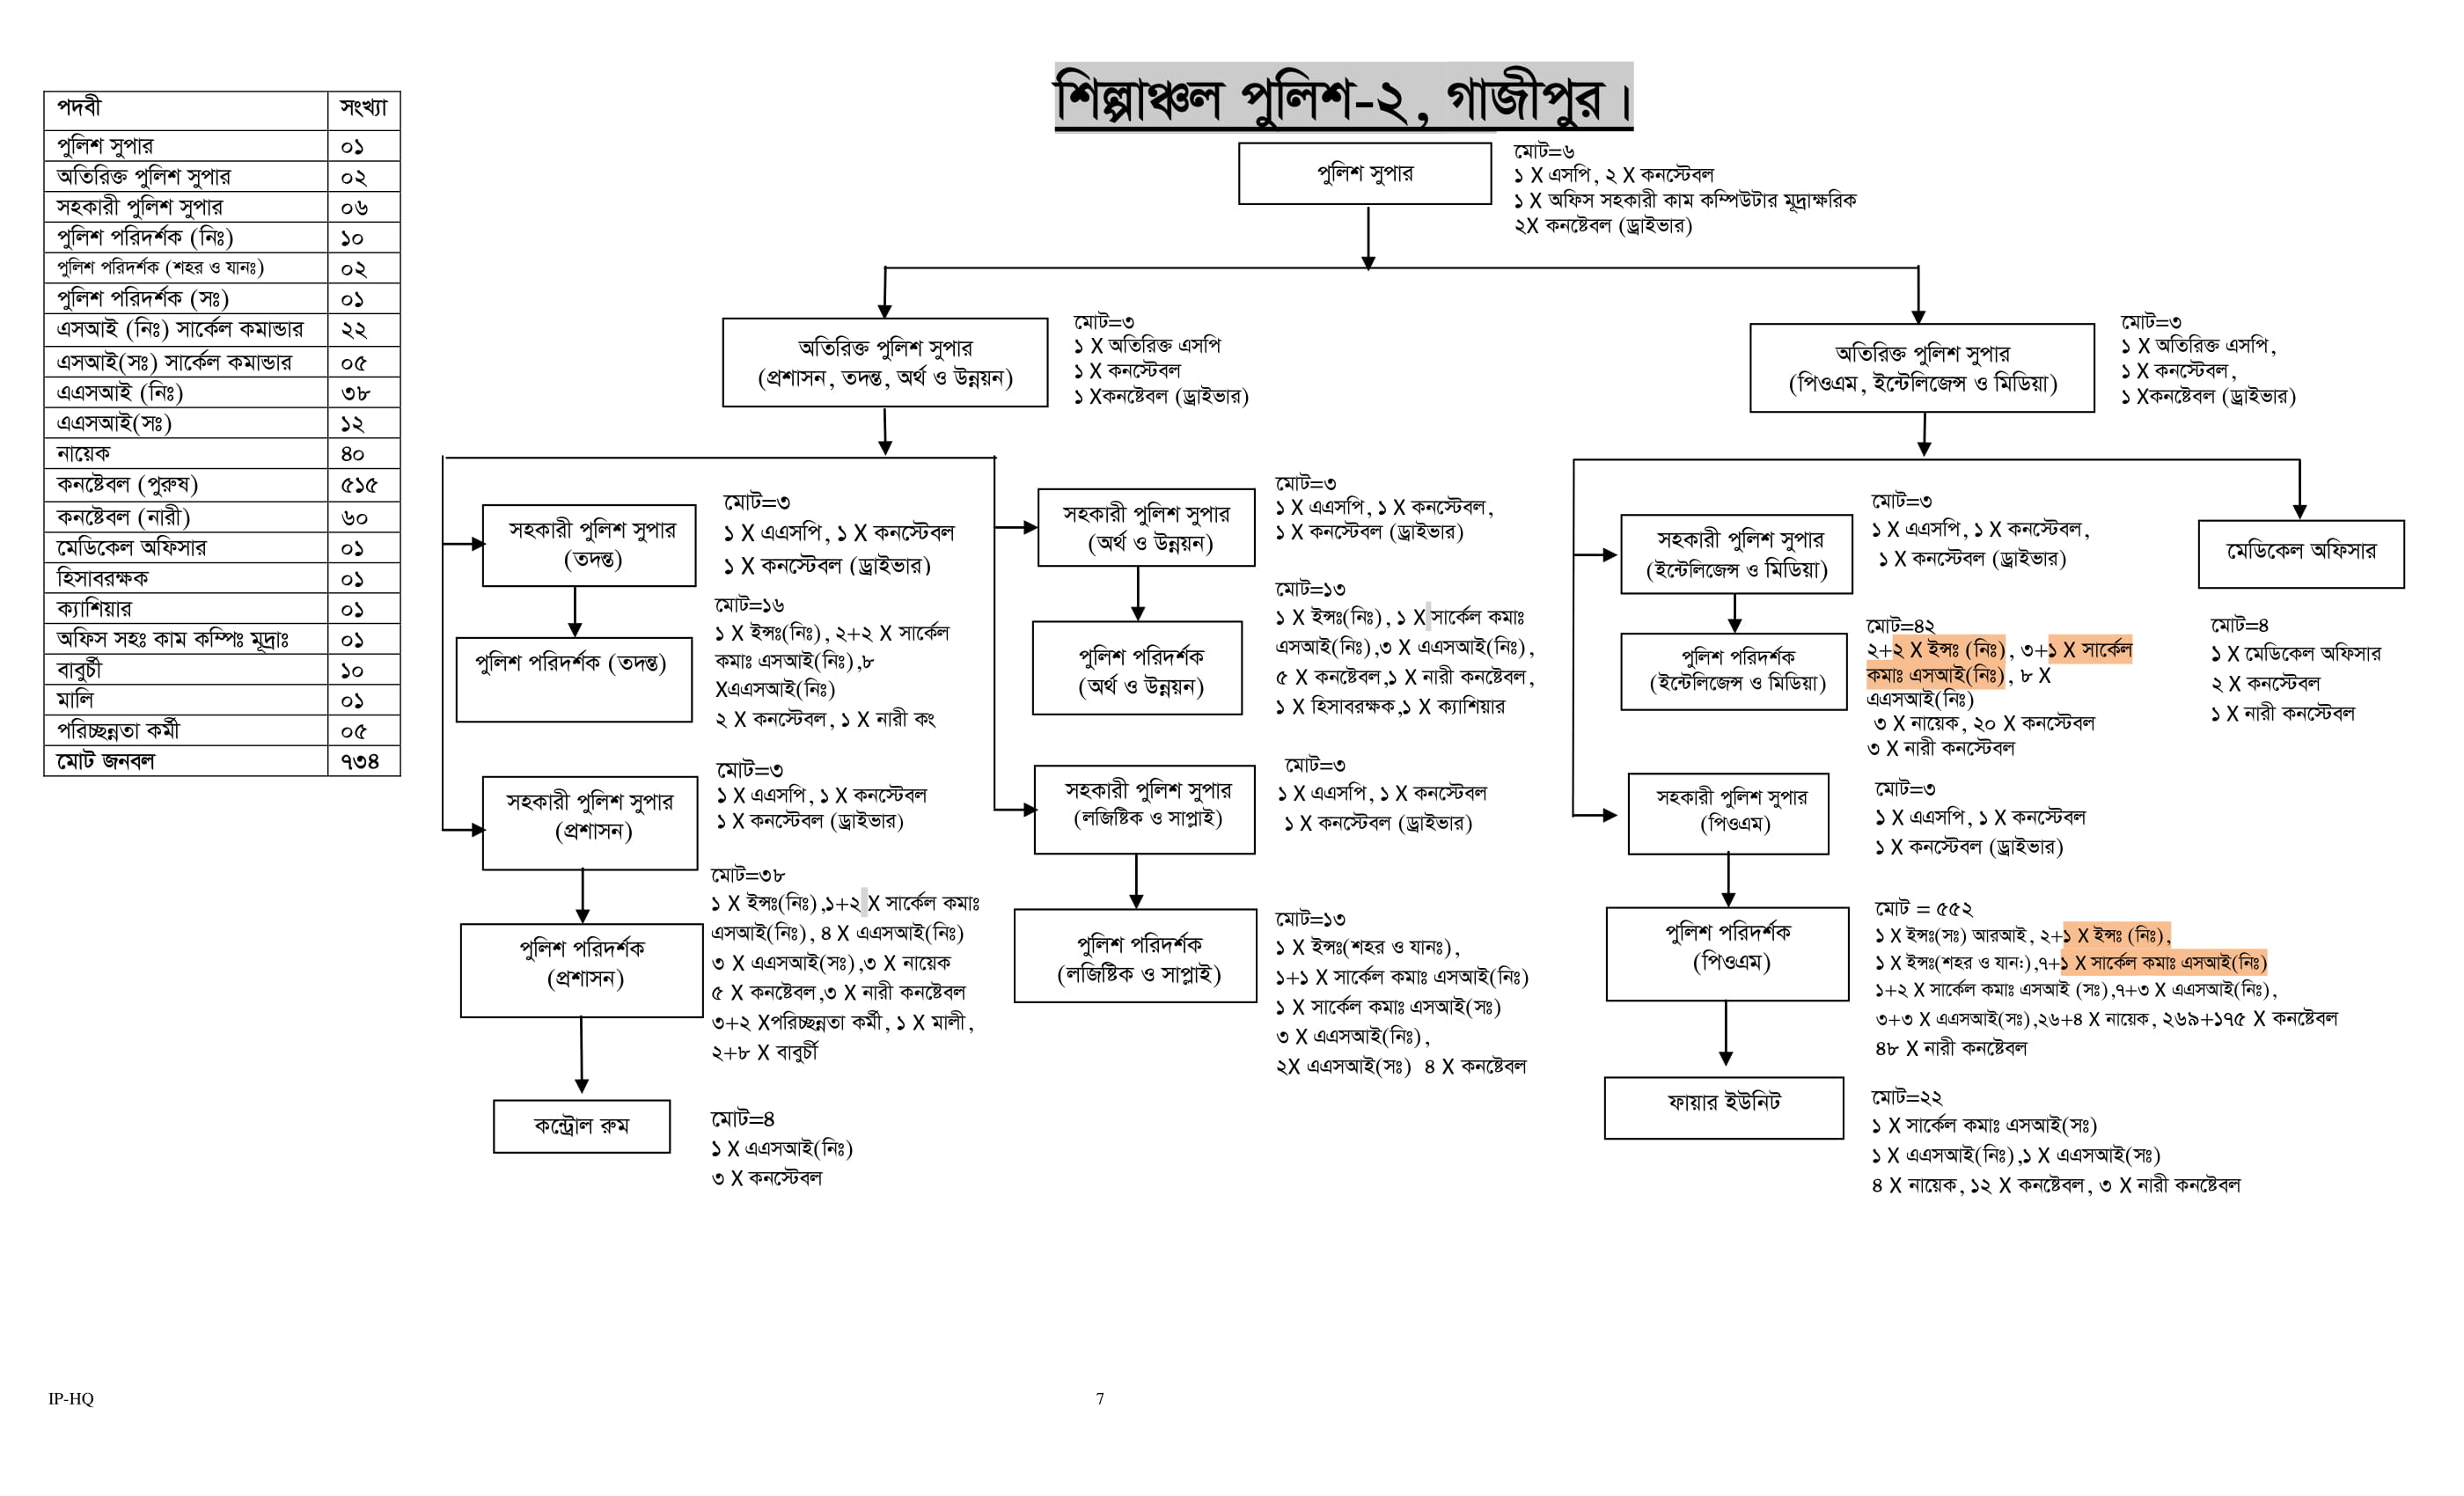 শিল্পাঞ্চল পুলিশ-২, গাজীপুর।
পদবী সংখ্যা
পুলিশ সুপার ০১
অতিরিক্ত পুলিশ সুপার ০২
সহকারী পুলিশ সুপার ০৬
পুলিশ পরিদর্শক (নিঃ) ১০
পুলিশ পরিদর্শক (শহর ও যানঃ) ০২
পুলিশ পরিদর্শক (সঃ) ০১
এসআই (নিঃ) সার্কেল কমান্ডার ২২
এসআই(সঃ) সার্কেল কমান্ডার ০৫
এএসআই (নিঃ) ৩৮
এএসআই(সঃ) ১২
নায়েক ৪০
কনষ্টেবল (পুরুষ) ৫১৫
কনষ্টেবল (নারী) ৬০
মেডিকেল অফিসার ০১
হিসাবরক্ষক ০১
ক্যাশিয়ার ০১
অফিস সহঃ কাম কম্পিঃ মূদ্রাঃ ০১
বাবুর্চী ১০
মালি ০১
পরিচ্ছন্নতা কর্মী ০৫
মোট জনবল ৭৩৪
পুলিশ সুপার
মোট=৬
১ X এসপি, ২ X কনস্টেবল
১ X অফিস সহকারী কাম কম্পিউটার মূদ্রাক্ষরিক
২X কনষ্টেবল (ড্রাইভার)
অতিরিক্ত পুলিশ সুপার
(প্রশাসন, তদন্ত, অর্থ ও উন্নয়ন)
মোট=৩
১ X অতিরিক্ত এসপি
১ X কনস্টেবল
১ Xকনষ্টেবল (ড্রাইভার)
অতিরিক্ত পুলিশ সুপার
(পিওএম, ইন্টেলিজেন্স ও মিডিয়া)
মোট=৩
১ X অতিরিক্ত এসপি,
১ X কনস্টেবল,
১ Xকনষ্টেবল (ড্রাইভার)
সহকারী পুলিশ সুপার
(তদন্ত)
মোট=৩
১ X এএসপি, ১ X কনস্টেবল
১ X কনস্টেবল (ড্রাইভার)
পুলিশ পরিদর্শক (তদন্ত)
মোট=১৬
১ X ইন্সঃ(নিঃ), ২+২ X সার্কেল
কমাঃ এসআই(নিঃ),৮
Xএএসআই(নিঃ)
২ X কনস্টেবল, ১ X নারী কং
সহকারী পুলিশ সুপার
(প্রশাসন)
মোট=৩
১ X এএসপি, ১ X কনস্টেবল
১ X কনস্টেবল (ড্রাইভার)
পুলিশ পরিদর্শক
(প্রশাসন)
মোট=৩৮
১ X ইন্সঃ(নিঃ),১+২ X সার্কেল কমাঃ
এসআই(নিঃ), ৪ X এএসআই(নিঃ)
৩ X এএসআই(সঃ),৩ X নায়েক
৫ X কনষ্টেবল,৩ X নারী কনষ্টেবল
৩+২ Xপরিচ্ছন্নতা কর্মী, ১ X মালী,
২+৮ X বাবুর্চী
কন্ট্রোল রুম
মোট=৪
১ X এএসআই(নিঃ)
৩ X কনস্টেবল
সহকারী পুলিশ সুপার
(অর্থ ও উন্নয়ন)
মোট=৩
১ X এএসপি, ১ X কনস্টেবল,
১ X কনস্টেবল (ড্রাইভার)
পুলিশ পরিদর্শক
(অর্থ ও উন্নয়ন)
মোট=১৩
১ X ইন্সঃ(নিঃ), ১ X সার্কেল কমাঃ
এসআই(নিঃ),৩ X এএসআই(নিঃ),
৫ X কনষ্টেবল,১ X নারী কনষ্টেবল,
১ X হিসাবরক্ষক,১ X ক্যাশিয়ার
সহকারী পুলিশ সুপার
(লজিষ্টিক ও সাপ্লাই)
মোট=৩
১ X এএসপি, ১ X কনস্টেবল
১ X কনস্টেবল (ড্রাইভার)
পুলিশ পরিদর্শক
(লজিষ্টিক ও সাপ্লাই)
মোট=১৩
১ X ইন্সঃ(শহর ও যানঃ),
১+১ X সার্কেল কমাঃ এসআই(নিঃ)
১ X সার্কেল কমাঃ এসআই(সঃ)
৩ X এএসআই(নিঃ),
২X এএসআই(সঃ) ৪ X কনষ্টেবল
সহকারী পুলিশ সুপার
(ইন্টেলিজেন্স ও মিডিয়া)
মোট=৩
১ X এএসপি, ১ X কনস্টেবল,
১ X কনস্টেবল (ড্রাইভার)
পুলিশ পরিদর্শক
(ইন্টেলিজেন্স ও মিডিয়া)
মোট=৪২
২+২ X ইন্সঃ (নিঃ), ৩+১ X সার্কেল
কমাঃ এসআই(নিঃ), ৮ X
এএসআই(নিঃ)
৩ X নায়েক, ২০ X কনস্টেবল
৩ X নারী কনস্টেবল
মেডিকেল অফিসার
মোট=৪
১ X মেডিকেল অফিসার
২ X কনস্টেবল
১ X নারী কনস্টেবল
সহকারী পুলিশ সুপার
(পিওএম)
মোট=৩
১ X এএসপি, ১ X কনস্টেবল
১ X কনস্টেবল (ড্রাইভার)
পুলিশ পরিদর্শক
(পিওএম)
মোট = ৫৫২
১ X ইন্সঃ(সঃ) আরআই, ২+১ X ইন্সঃ (নিঃ),
১ X ইন্সঃ(শহর ও যান:),৭+১ X সার্কেল কমাঃ এসআই(নিঃ)
১+২ X সার্কেল কমাঃ এসআই (সঃ),৭+৩ X এএসআই(নিঃ),
৩+৩ X এএসআই(সঃ),২৬+৪ X নায়েক, ২৬৯+১৭৫ X কনষ্টেবল
৪৮ X নারী কনষ্টেবল
ফায়ার ইউনিট
মোট=২২
১ X সার্কেল কমাঃ এসআই(সঃ)
১ X এএসআই(নিঃ),১ X এএসআই(সঃ)
৪ X নায়েক, ১২ X কনষ্টেবল, ৩ X নারী কনষ্টেবল
IP-HQ 7